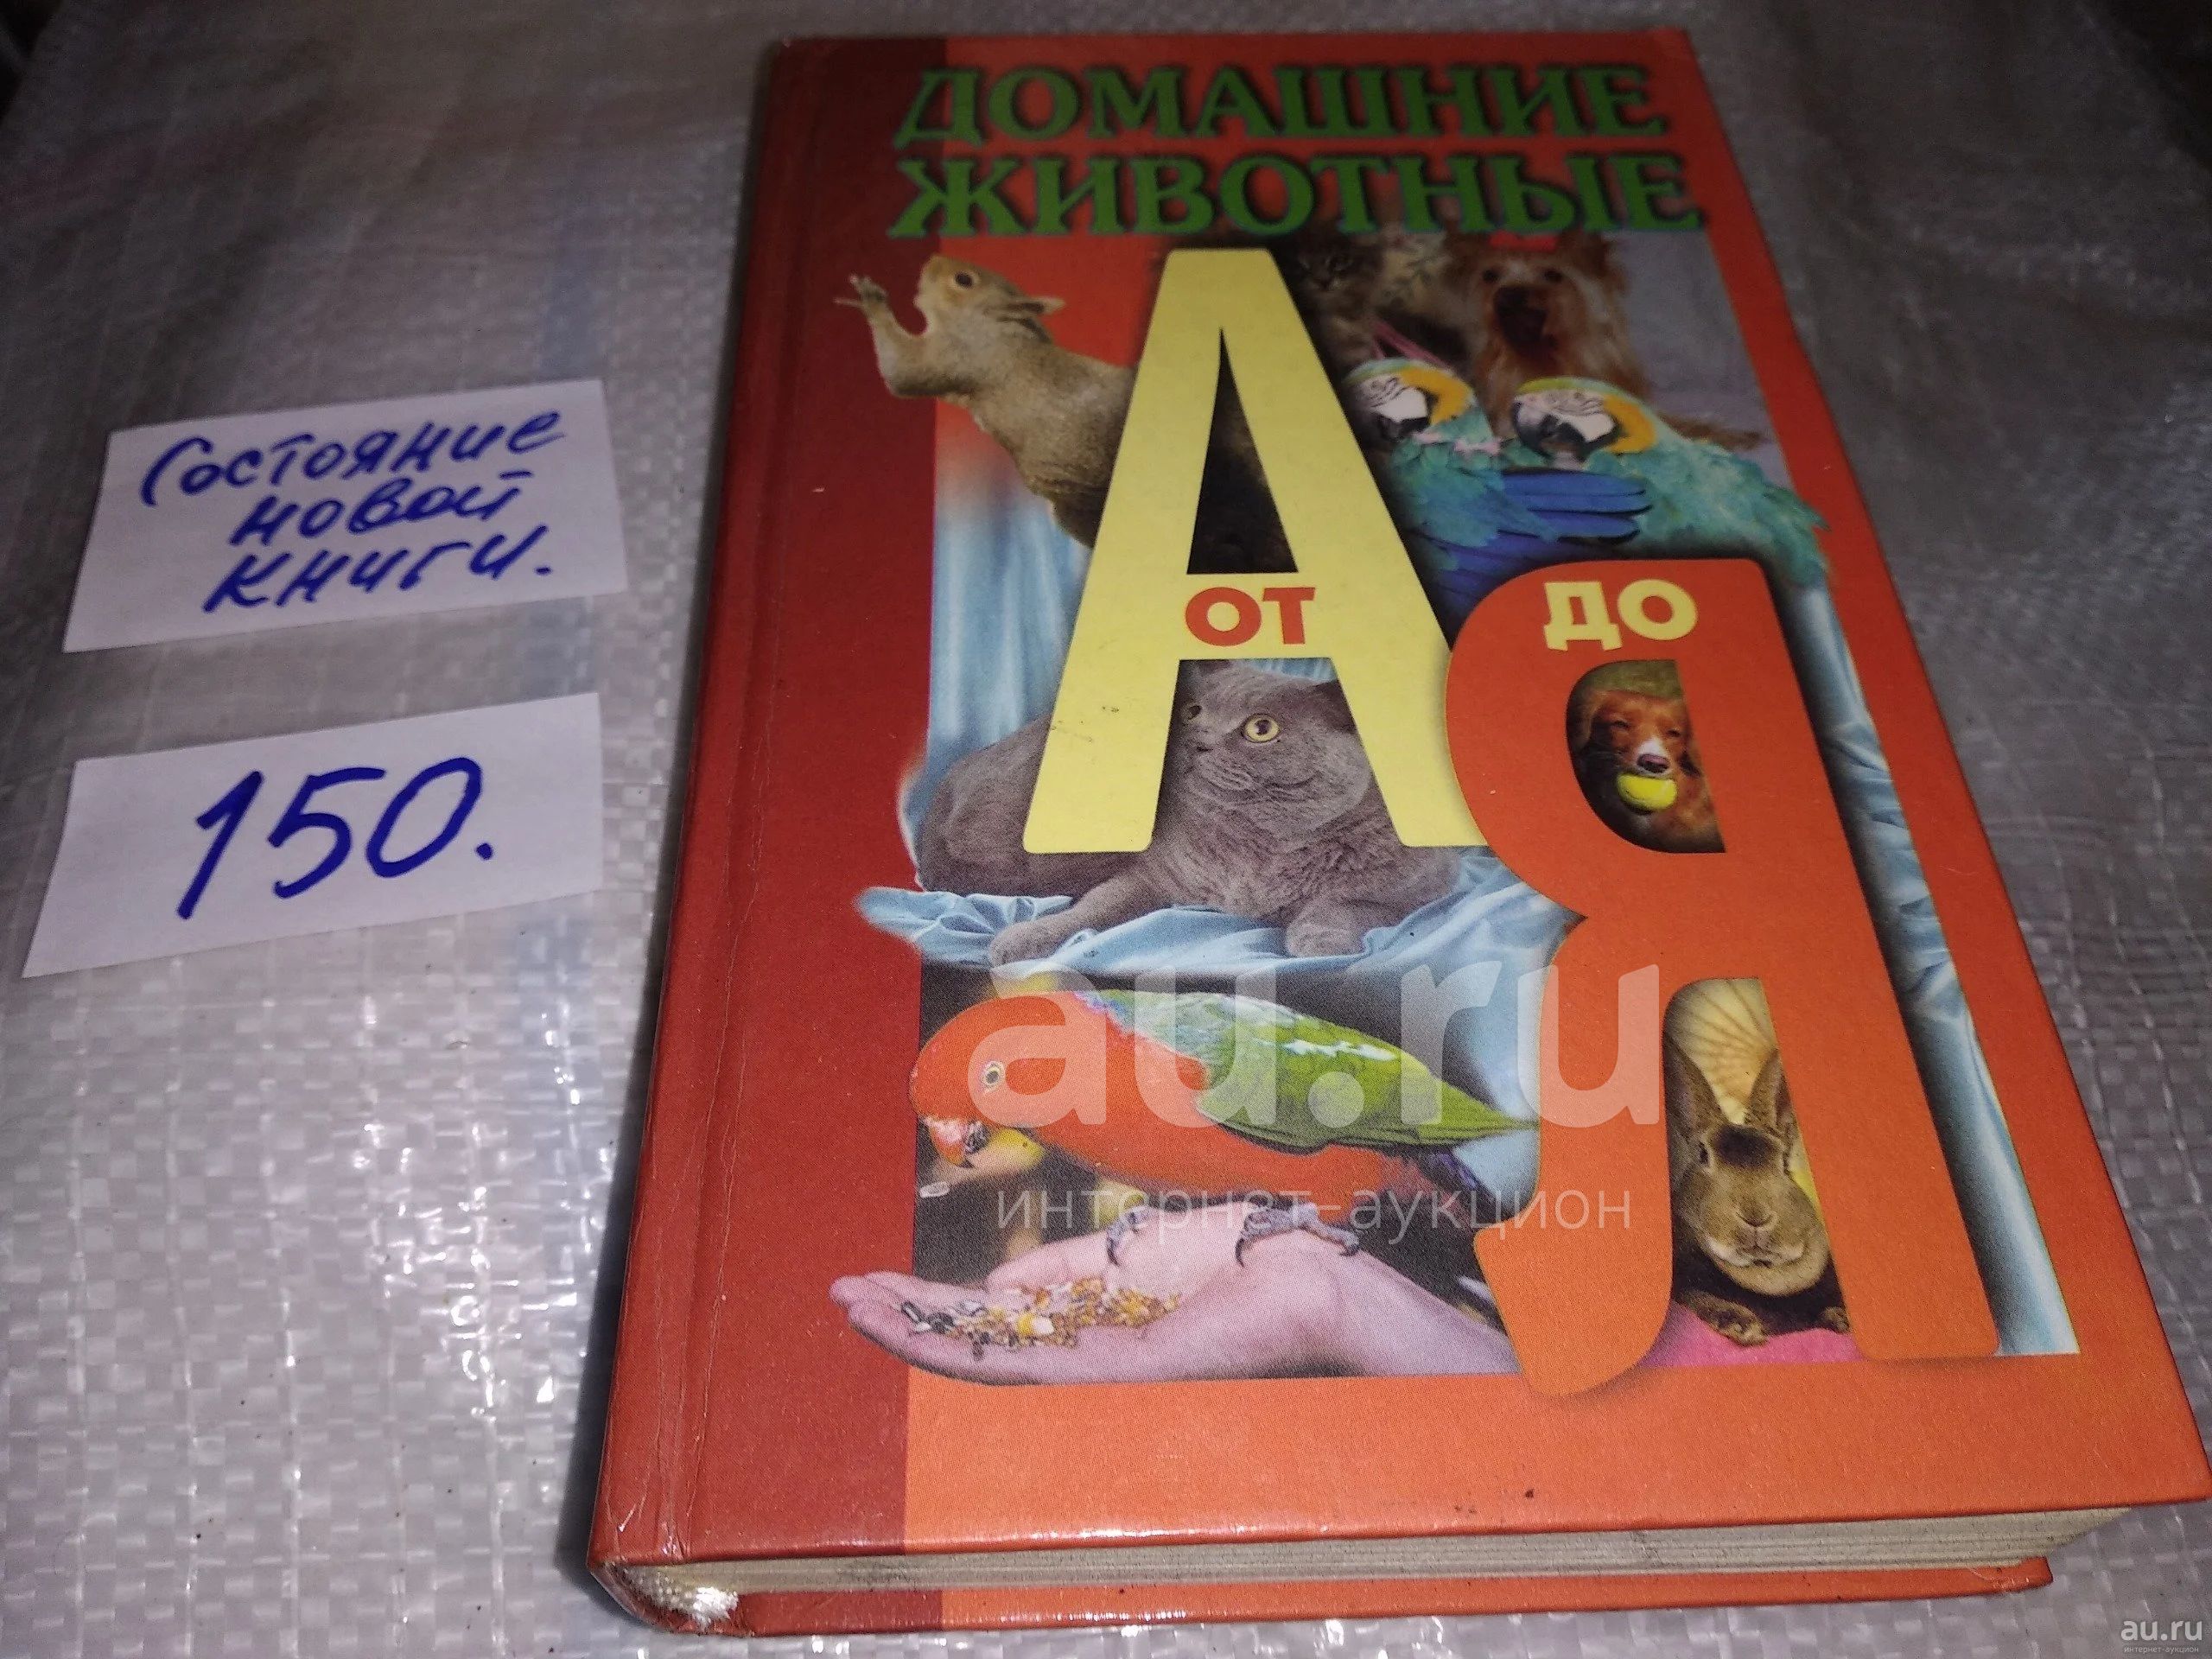 ДОМАШНИЕ
ЖИВОТНЫЕ
А
ОТ
ДО
Я
Состояние
новой
книги.
150.
au.ru
интернет-аукцион
au.ru
интернет-аукцион